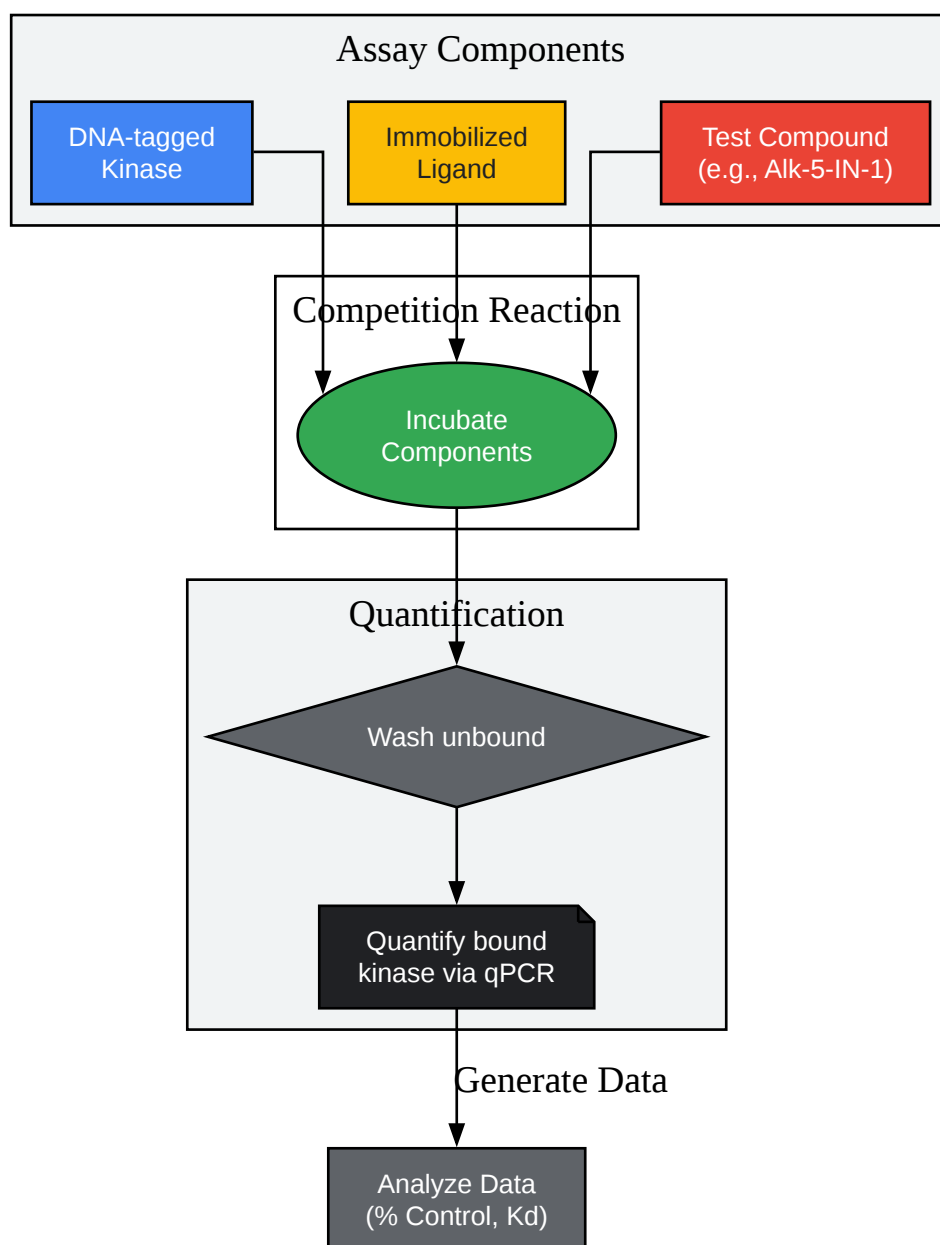 Assay Components
DNA-tagged
Kinase
Immobilized
Ligand
Test Compound
(e.g., Alk-5-IN-1)
Competition Reaction
Incubate
Components
Quantification
Wash unbound
Quantify bound
kinase via qPCR
Generate Data
Analyze Data
(% Control, Kd)